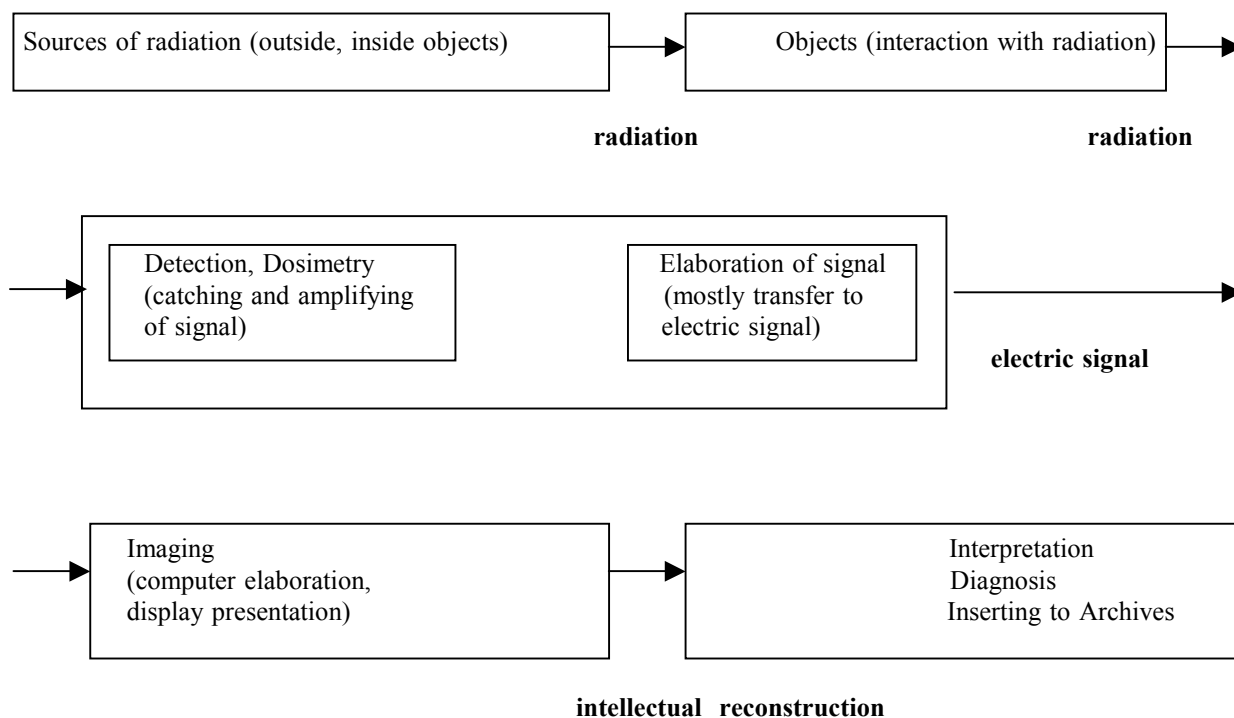 Sources of radiation (outside, inside objects)
Objects (interaction with radiation)
radiation
radiation
Detection, Dosimetry
(catching and amplifying
of signal)
Elaboration of signal
(mostly transfer to
electric signal)
electric signal
Imaging
(computer elaboration,
display presentation)
Interpretation
Diagnosis
Inserting to Archives
intellectual reconstruction